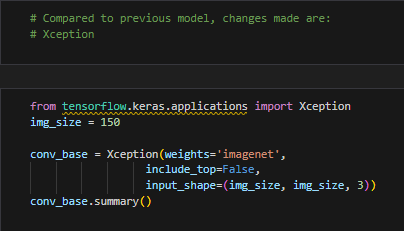 # Compared to previous model, changes made are:
# Xception
from tensorflow.keras.applications import Xception
img_size = 150
conv_base = Xception(weights='imagenet',
include_top=False,
input_shape=(img_size, img_size, 3))
conv_base.summary()